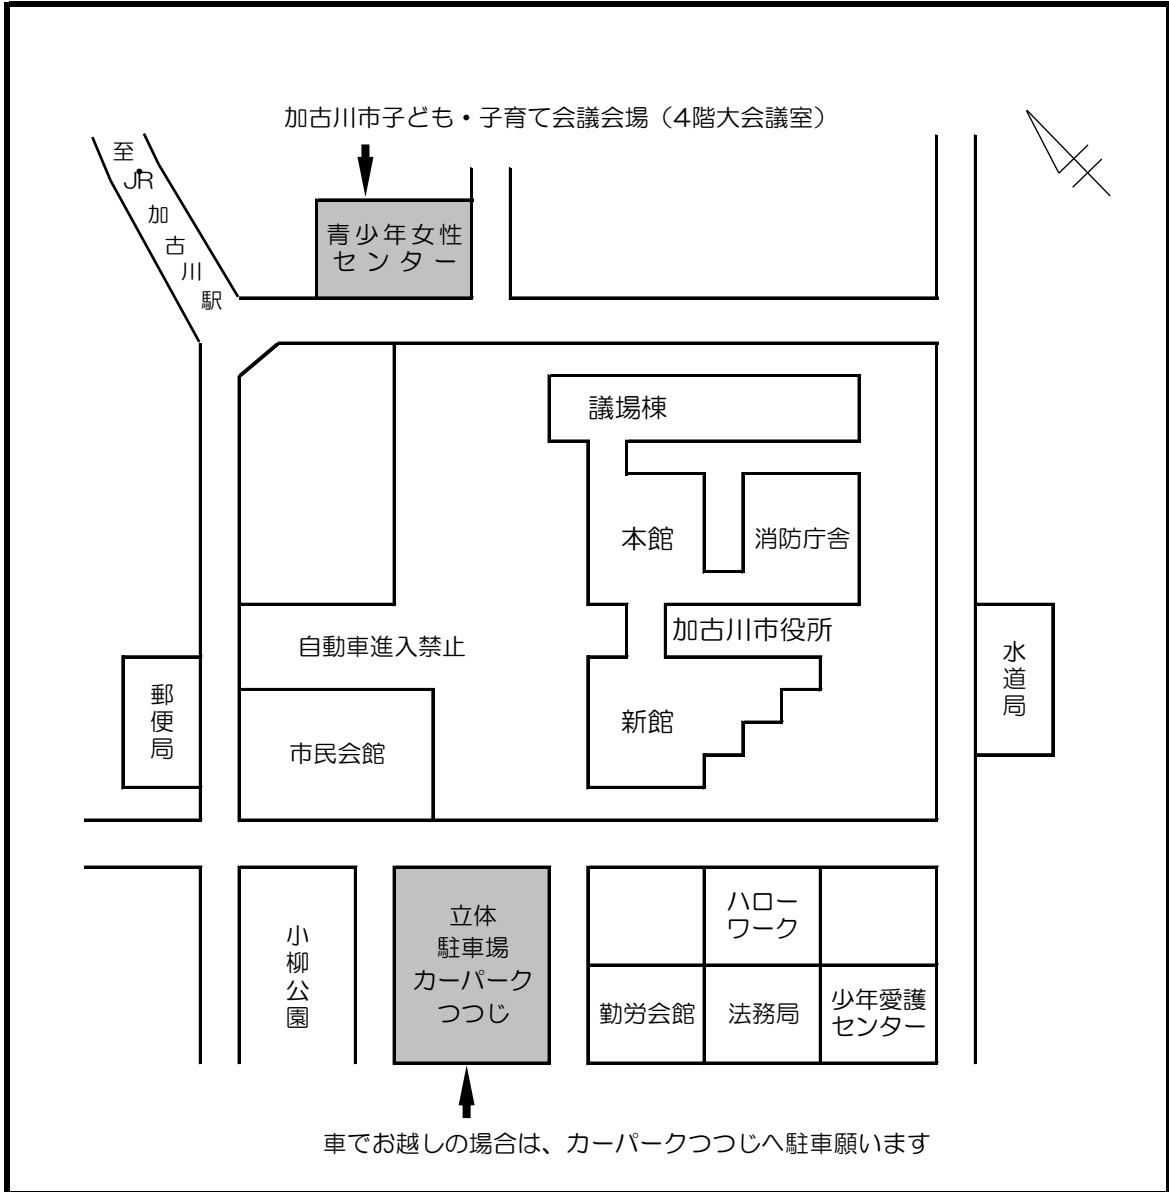 加古川市子ども・子育て会議会場（4階大会議室）
至JR加古川駅
青少年女性
センター
議場棟
本館
消防庁舎
加古川市役所
自動車進入禁止
新館
水道局
郵便局
市民会館
小柳公園
立体
駐車場
カーパーク
つつじ
ハロー
ワーク
勤労会館
法務局
少年愛護
センター
車でお越しの場合は、カーパークつつじへ駐車願います